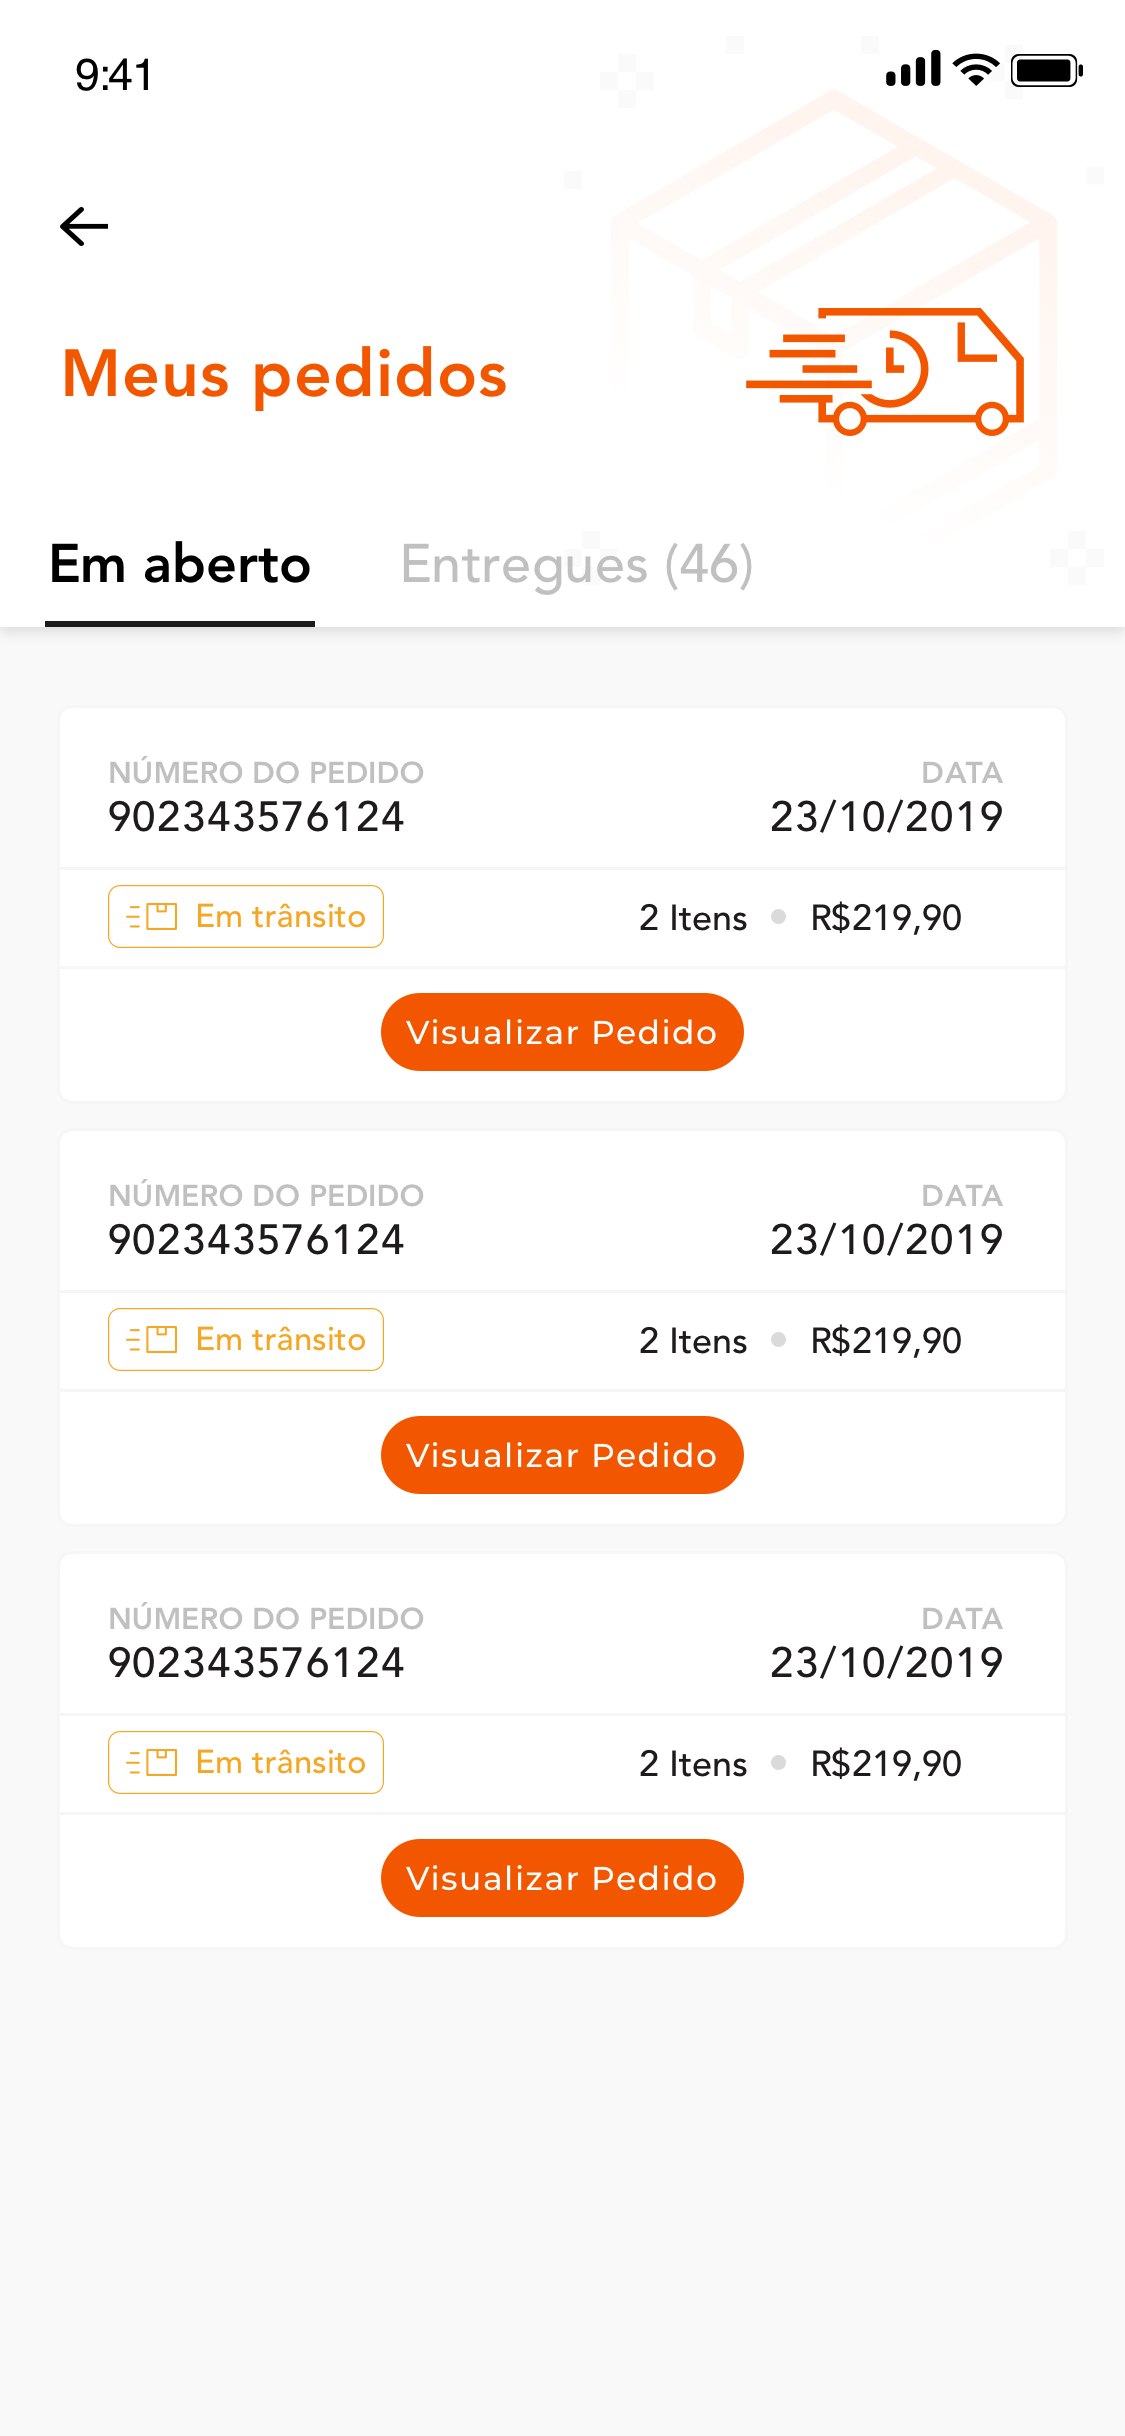 9:41
Meus pedidos
Em aberto Entregues (46)
NÚMERO DO PEDIDO DATA
902343576124 23/10/2019
Em trânsito 2 Itens R$219,90
Visualizar Pedido
NÚMERO DO PEDIDO DATA
902343576124 23/10/2019
Em trânsito 2 Itens R$219,90
Visualizar Pedido
NÚMERO DO PEDIDO DATA
902343576124 23/10/2019
Em trânsito 2 Itens R$219,90
Visualizar Pedido